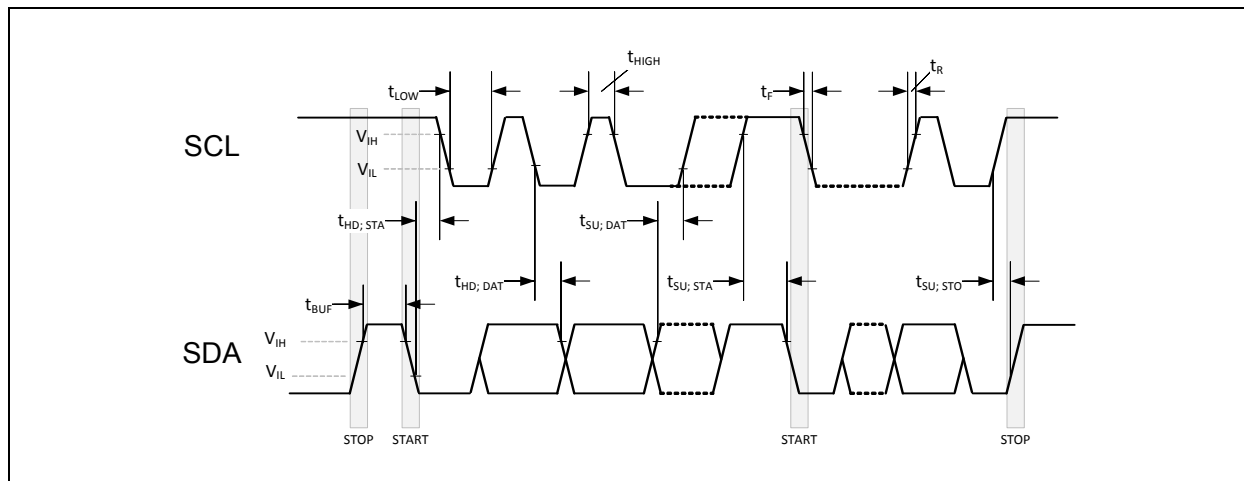 tHIGH
tLOW
tF
tR
SCL
VIH
VIL
tHD; STA
tSU; DAT
tHD; DAT
tSU; STA
tSU; STO
tBUF
SDA
VIH
VIL
STOP
START
START
STOP